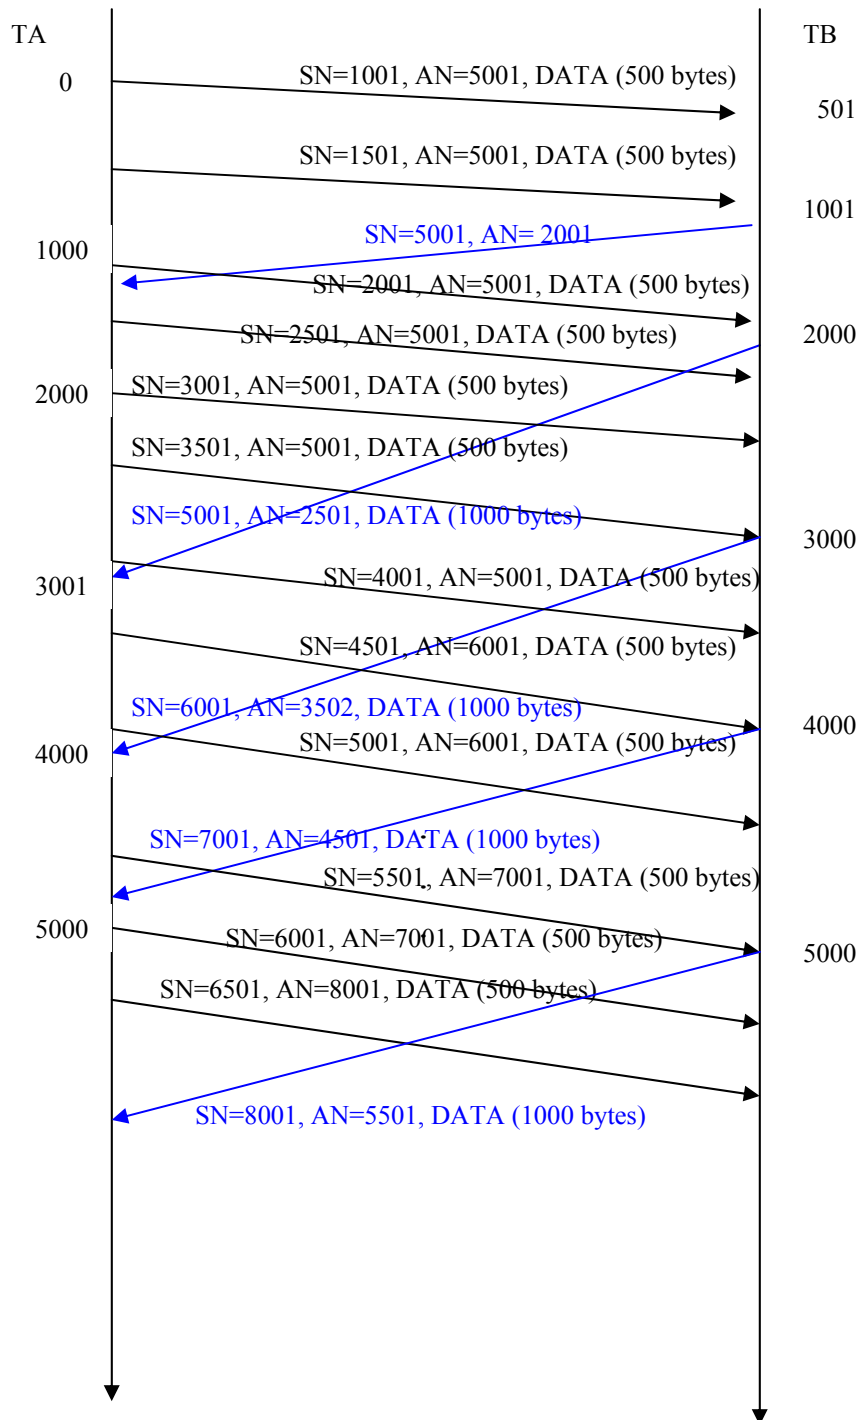 TA
TB
0
SN=1001, AN=5001, DATA (500 bytes)
501
SN=1501, AN=5001, DATA (500 bytes)
1001
SN=5001, AN= 2001
1000
SN=2001, AN=5001, DATA (500 bytes)
SN=2501, AN=5001, DATA (500 bytes)
2000
SN=3001, AN=5001, DATA (500 bytes)
2000
SN=3501, AN=5001, DATA (500 bytes)
SN=5001, AN=2501, DATA (1000 bytes)
3000
3001
SN=4001, AN=5001, DATA (500 bytes)
SN=4501, AN=6001, DATA (500 bytes)
SN=6001, AN=3502, DATA (1000 bytes)
4000
SN=5001, AN=6001, DATA (500 bytes)
4000
SN=7001, AN=4501, DATA (1000 bytes)
SN=5501, AN=7001, DATA (500 bytes)
5000
SN=6001, AN=7001, DATA (500 bytes)
5000
SN=6501, AN=8001, DATA (500 bytes)
SN=8001, AN=5501, DATA (1000 bytes)